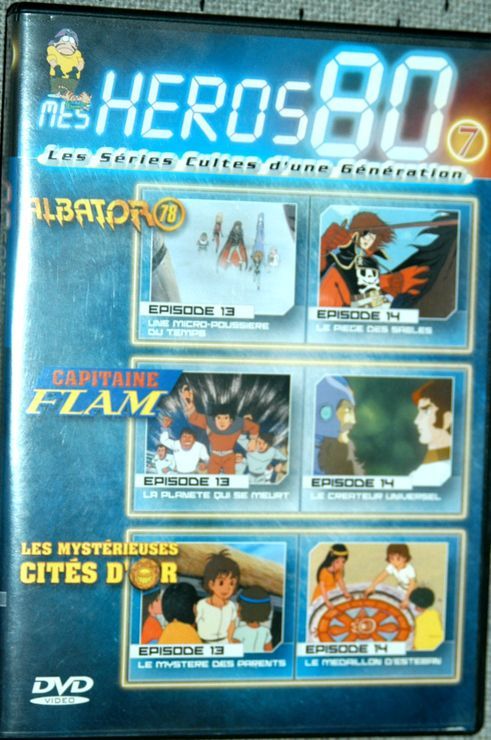 MES HEROS 80
7
Les Séries Cultes d'une Génération
ALBATOR 78
EPISODE 13
UNE MICRO-POUSSIERE
DU TEMPS
EPISODE 14
LE PIEGE DES SABLES
CAPITAINE
FLAM
EPISODE 13
LA PLANETE QUI SE MEURT
EPISODE 14
LE CREATEUR UNIVERSEL
LES MYSTÉRIEUSES
CITÉS D'OR
EPISODE 13
LE MYSTERE DES PARENTS
EPISODE 14
LE MEDAILLON D'ESTEBAN
DVD
VIDEO